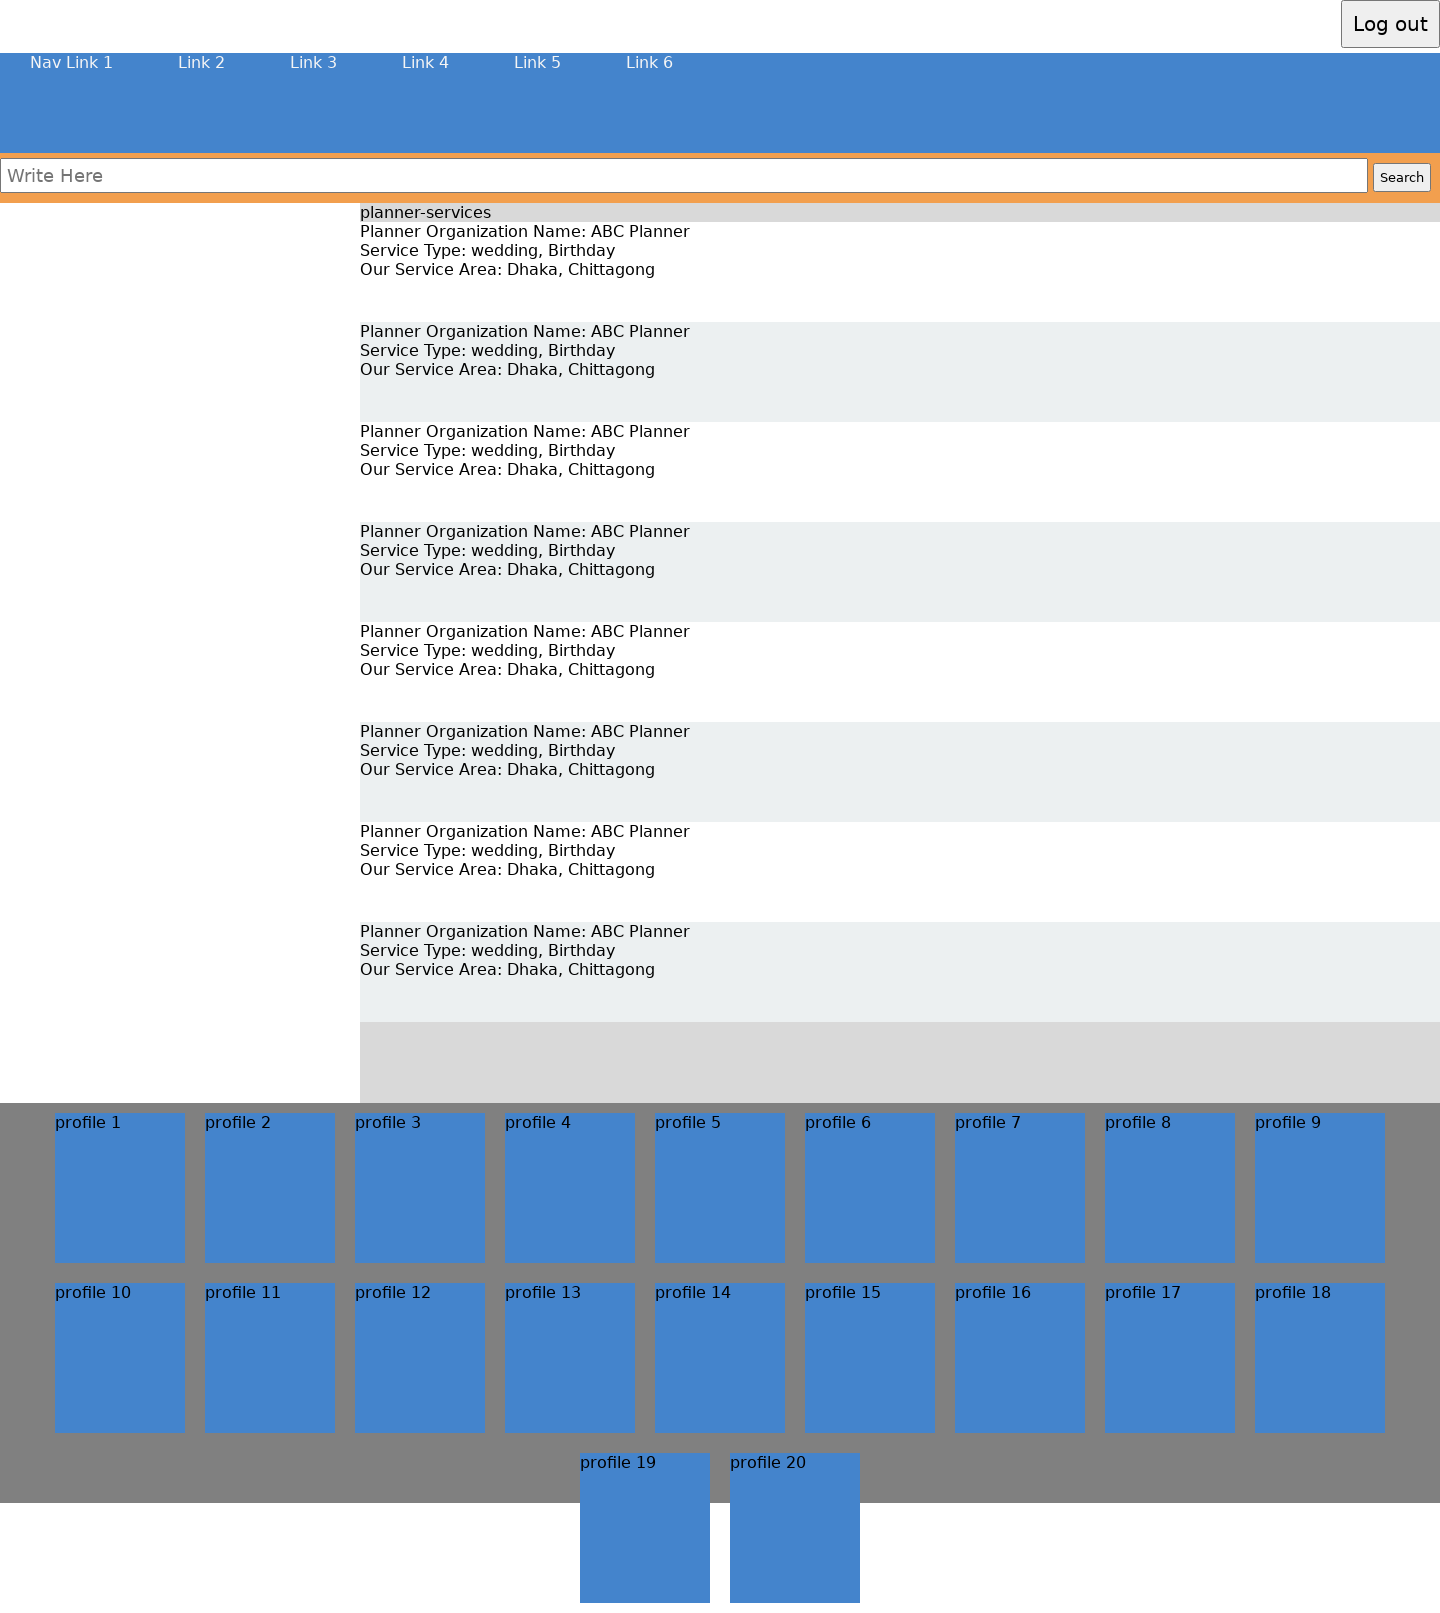 Log out
Nav Link 1 Link 2 Link 3 Link 4 Link 5 Link 6
Write Here Search
planner-services
Planner Organization Name: ABC Planner
Service Type: wedding, Birthday
Our Service Area: Dhaka, Chittagong
Planner Organization Name: ABC Planner
Service Type: wedding, Birthday
Our Service Area: Dhaka, Chittagong
Planner Organization Name: ABC Planner
Service Type: wedding, Birthday
Our Service Area: Dhaka, Chittagong
Planner Organization Name: ABC Planner
Service Type: wedding, Birthday
Our Service Area: Dhaka, Chittagong
Planner Organization Name: ABC Planner
Service Type: wedding, Birthday
Our Service Area: Dhaka, Chittagong
Planner Organization Name: ABC Planner
Service Type: wedding, Birthday
Our Service Area: Dhaka, Chittagong
Planner Organization Name: ABC Planner
Service Type: wedding, Birthday
Our Service Area: Dhaka, Chittagong
Planner Organization Name: ABC Planner
Service Type: wedding, Birthday
Our Service Area: Dhaka, Chittagong
profile 1 profile 2 profile 3 profile 4 profile 5 profile 6 profile 7 profile 8 profile 9
profile 10 profile 11 profile 12 profile 13 profile 14 profile 15 profile 16 profile 17 profile 18
profile 19 profile 20